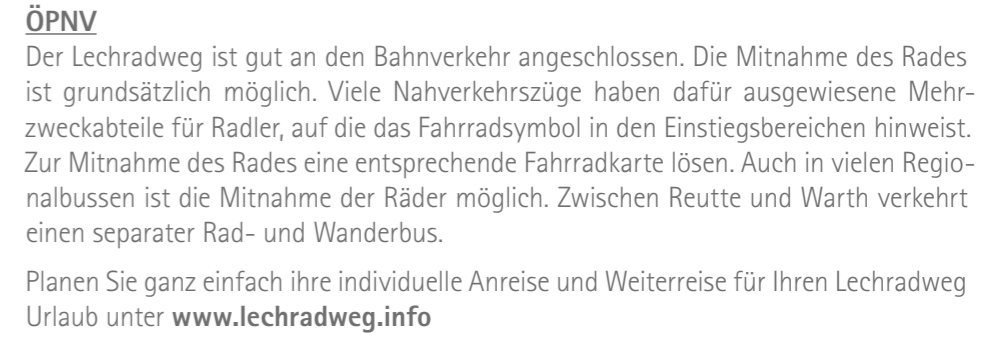 ÖPNV
Der Lechradweg ist gut an den Bahnverkehr angeschlossen. Die Mitnahme des Rades
ist grundsätzlich möglich. Viele Nahverkehrszüge haben dafür ausgewiesene Mehr-
zweckabteile für Radler, auf die das Fahrradsymbol in den Einstiegsbereichen hinweist.
Zur Mitnahme des Rades eine entsprechende Fahrradkarte lösen. Auch in vielen Regio-
nalbussen ist die Mitnahme der Räder möglich. Zwischen Reutte und Warth verkehrt
einen separater Rad- und Wanderbus.
Planen Sie ganz einfach ihre individuelle Anreise und Weiterreise für Ihren Lechradweg
Urlaub unter www.lechradweg.info